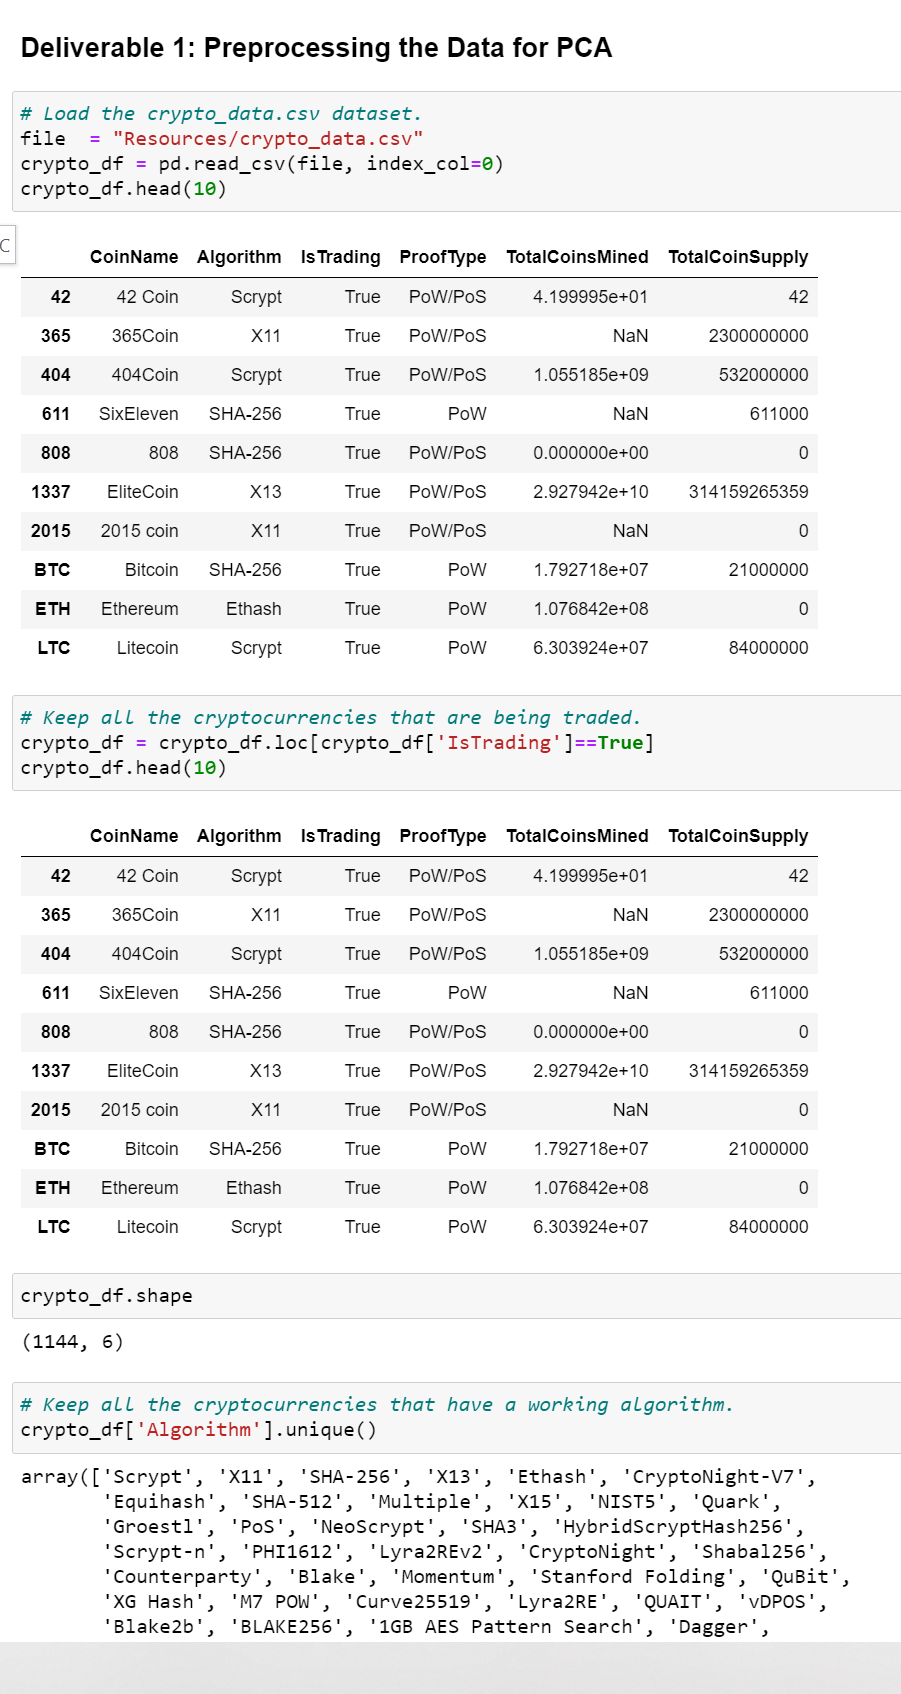 Deliverable 1: Preprocessing the Data for PCA
# Load the crypto_data.csv dataset.
file  = "Resources/crypto_data.csv"
crypto_df = pd.read_csv(file, index_col=0)
crypto_df.head(10)
C
CoinName Algorithm IsTrading ProofType TotalCoinsMined TotalCoinSupply
42 42 Coin Scrypt True PoW/PoS 4.199995e+01 42
365 365Coin X11 True PoW/PoS NaN 2300000000
404 404Coin Scrypt True PoW/PoS 1.055185e+09 532000000
611 SixEleven SHA-256 True PoW NaN 611000
808 808 SHA-256 True PoW/PoS 0.000000e+00 0
1337 EliteCoin X13 True PoW/PoS 2.927942e+10 314159265359
2015 2015 coin X11 True PoW/PoS NaN 0
BTC Bitcoin SHA-256 True PoW 1.792718e+07 21000000
ETH Ethereum Ethash True PoW 1.076842e+08 0
LTC Litecoin Scrypt True PoW 6.303924e+07 84000000
# Keep all the cryptocurrencies that are being traded.
crypto_df = crypto_df.loc[crypto_df['IsTrading']==True]
crypto_df.head(10)
CoinName Algorithm IsTrading ProofType TotalCoinsMined TotalCoinSupply
42 42 Coin Scrypt True PoW/PoS 4.199995e+01 42
365 365Coin X11 True PoW/PoS NaN 2300000000
404 404Coin Scrypt True PoW/PoS 1.055185e+09 532000000
611 SixEleven SHA-256 True PoW NaN 611000
808 808 SHA-256 True PoW/PoS 0.000000e+00 0
1337 EliteCoin X13 True PoW/PoS 2.927942e+10 314159265359
2015 2015 coin X11 True PoW/PoS NaN 0
BTC Bitcoin SHA-256 True PoW 1.792718e+07 21000000
ETH Ethereum Ethash True PoW 1.076842e+08 0
LTC Litecoin Scrypt True PoW 6.303924e+07 84000000
crypto_df.shape
(1144, 6)
# Keep all the cryptocurrencies that have a working algorithm.
crypto_df['Algorithm'].unique()
array(['Scrypt', 'X11', 'SHA-256', 'X13', 'Ethash', 'CryptoNight-V7',
'Equihash', 'SHA-512', 'Multiple', 'X15', 'NIST5', 'Quark',
'Groestl', 'PoS', 'NeoScrypt', 'SHA3', 'HybridScryptHash256',
'Scrypt-n', 'PHI1612', 'Lyra2REv2', 'CryptoNight', 'Shabal256',
'Counterparty', 'Blake', 'Momentum', 'Stanford Folding', 'QuBit',
'XG Hash', 'M7 POW', 'Curve25519', 'Lyra2RE', 'QUAIT', 'vDPOS',
'Blake2b', 'BLAKE256', '1GB AES Pattern Search', 'Dagger',